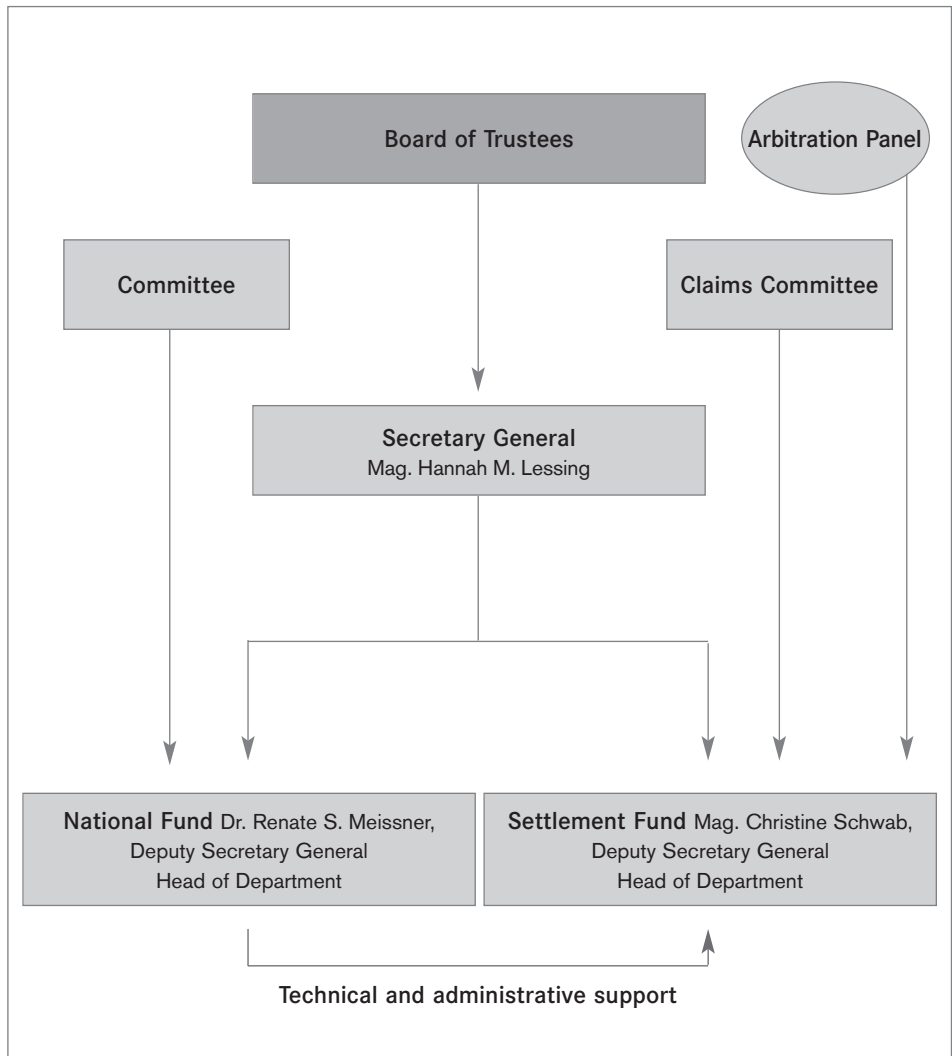 Board of Trustees
Arbitration Panel
Committee
Claims Committee
Secretary General
Mag. Hannah M. Lessing
National Fund Dr. Renate S. Meissner,
Deputy Secretary General
Head of Department
Settlement Fund Mag. Christine Schwab,
Deputy Secretary General
Head of Department
Technical and administrative support